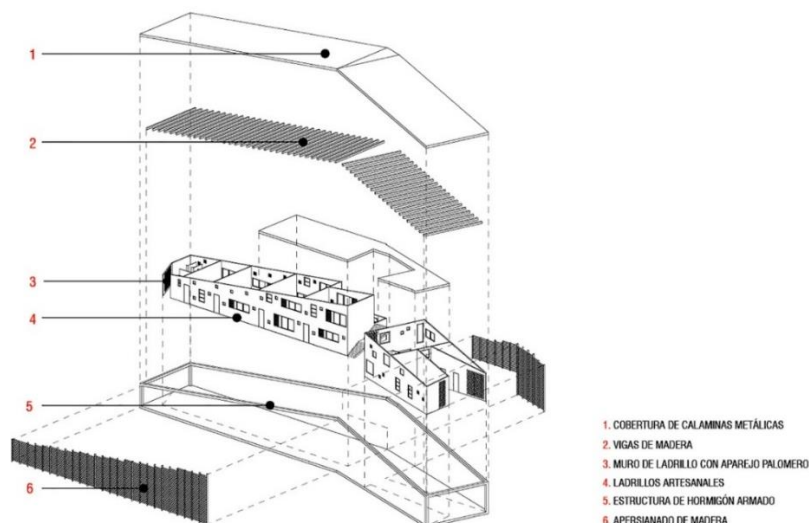 1
2
3
4
5
6
1. COBERTURA DE CALAMINAS METÁLICAS
2. VIGAS DE MADERA
3. MURO DE LADRILLO CON APAREJO PALOMERO
4. LADRILLOS ARTESANALES
5. ESTRUCTURA DE HORMIGÓN ARMADO
6. APERSIANADO DE MADERA